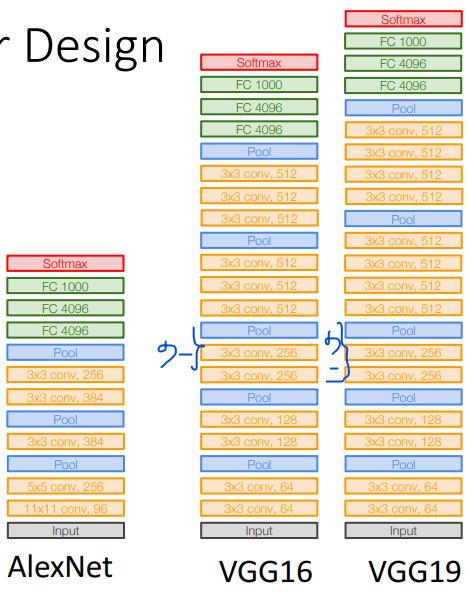 r Design
Softmax
FC 1000
FC 4096
FC 4096
Pool
3x3 conv, 256
3x3 conv, 384
Pool
3x3 conv, 384
Pool
5x5 conv, 256
11x11 conv, 96
Input
AlexNet
Softmax
FC 1000
FC 4096
FC 4096
Pool
3x3 conv, 512
3x3 conv, 512
3x3 conv, 512
Pool
3x3 conv, 512
3x3 conv, 512
3x3 conv, 512
Pool
3x3 conv, 256
3x3 conv, 256
Pool
3x3 conv, 128
3x3 conv, 128
Pool
3x3 conv, 64
3x3 conv, 64
Input
VGG16
Softmax
FC 1000
FC 4096
FC 4096
Pool
3x3 conv, 512
3x3 conv, 512
3x3 conv, 512
3x3 conv, 512
Pool
3x3 conv, 512
3x3 conv, 512
3x3 conv, 512
3x3 conv, 512
Pool
3x3 conv, 256
3x3 conv, 256
Pool
3x3 conv, 128
3x3 conv, 128
Pool
3x3 conv, 64
3x3 conv, 64
Input
VGG19